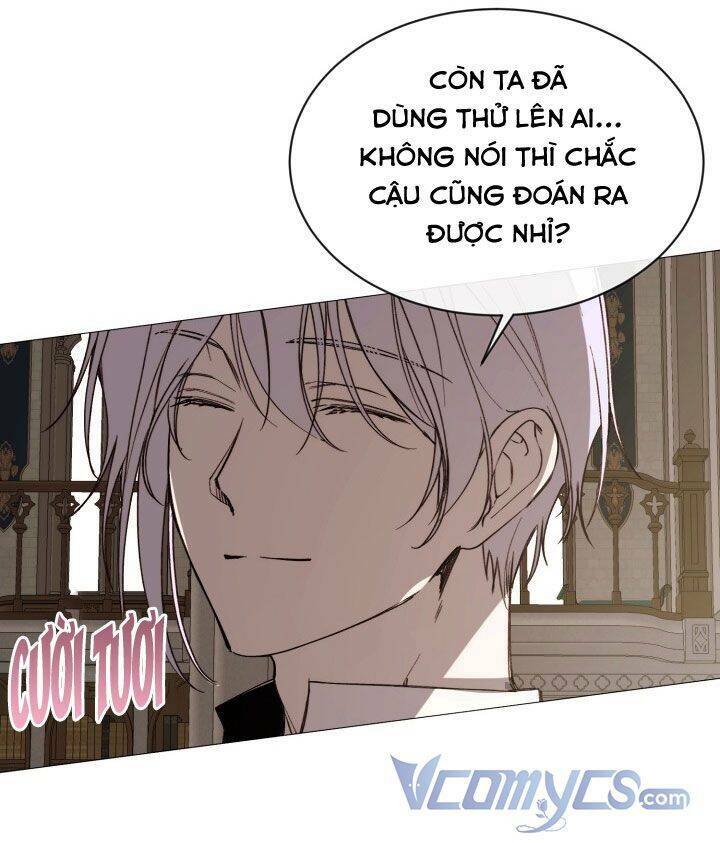 CÒN TA ĐÃ
DÙNG THỬ LÊN AI...
KHÔNG NÓI THÌ CHẮC
CẬU CŨNG ĐOÁN RA
ĐƯỢC NHỈ?
CƯỜI TƯƠI
VCOMYCS.com